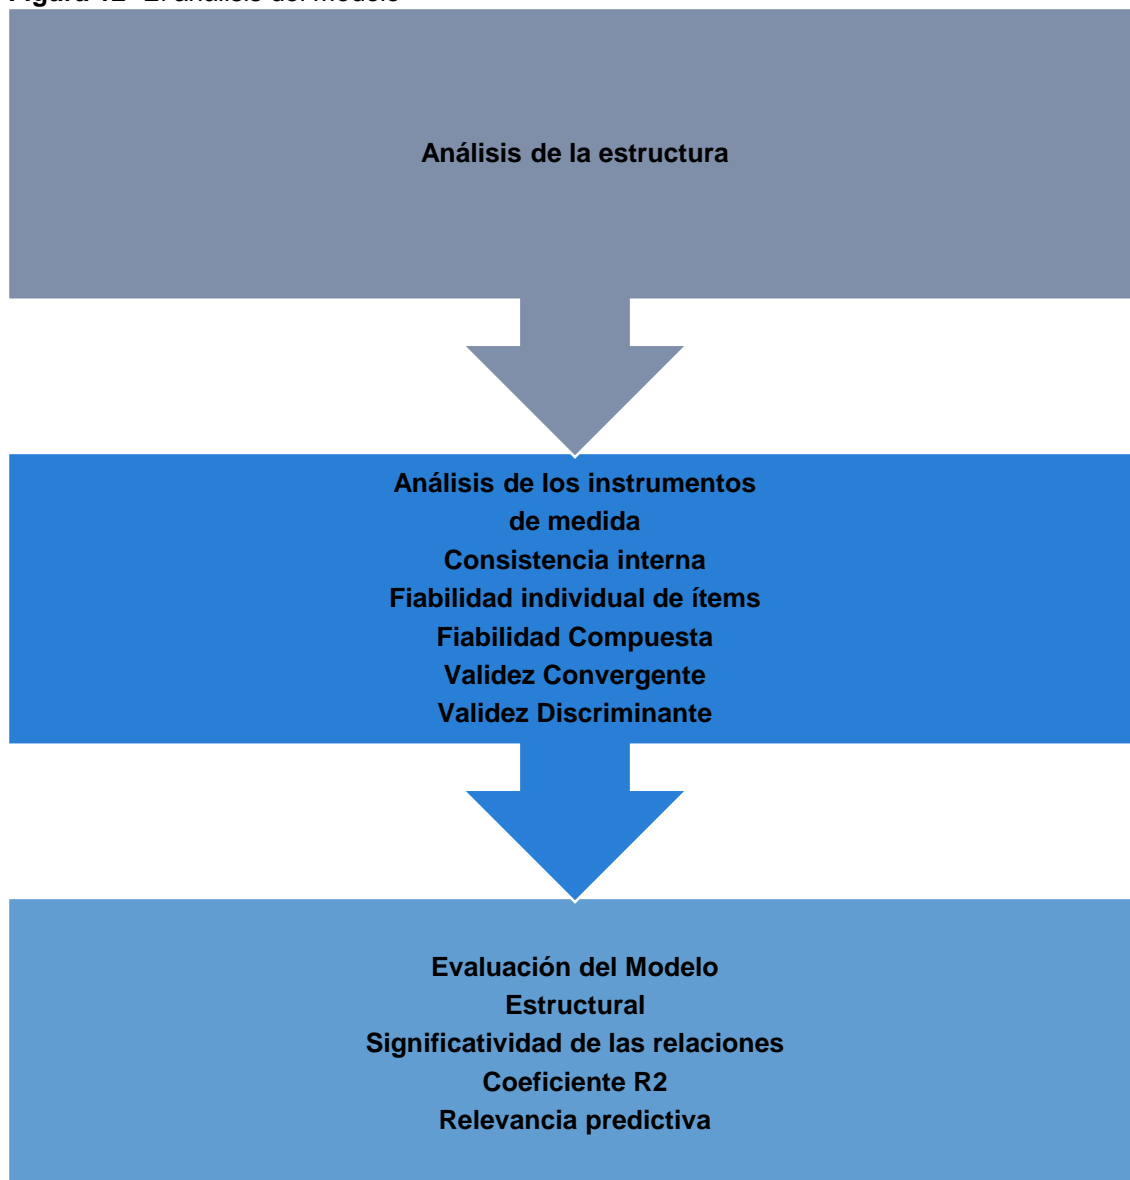 Análisis de la estructura
Análisis de los instrumentos
de medida
Consistencia interna
Fiabilidad individual de ítems
Fiabilidad Compuesta
Validez Convergente
Validez Discriminante
Evaluación del Modelo
Estructural
Significatividad de las relaciones
Coeficiente R2
Relevancia predictiva